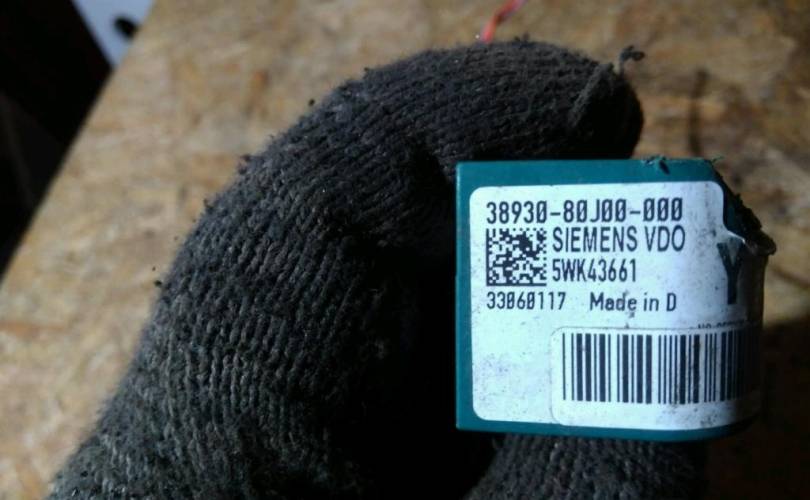 38930-80J00-000
SIEMENS VDO
5WK43661
Y
33060117 Made in D